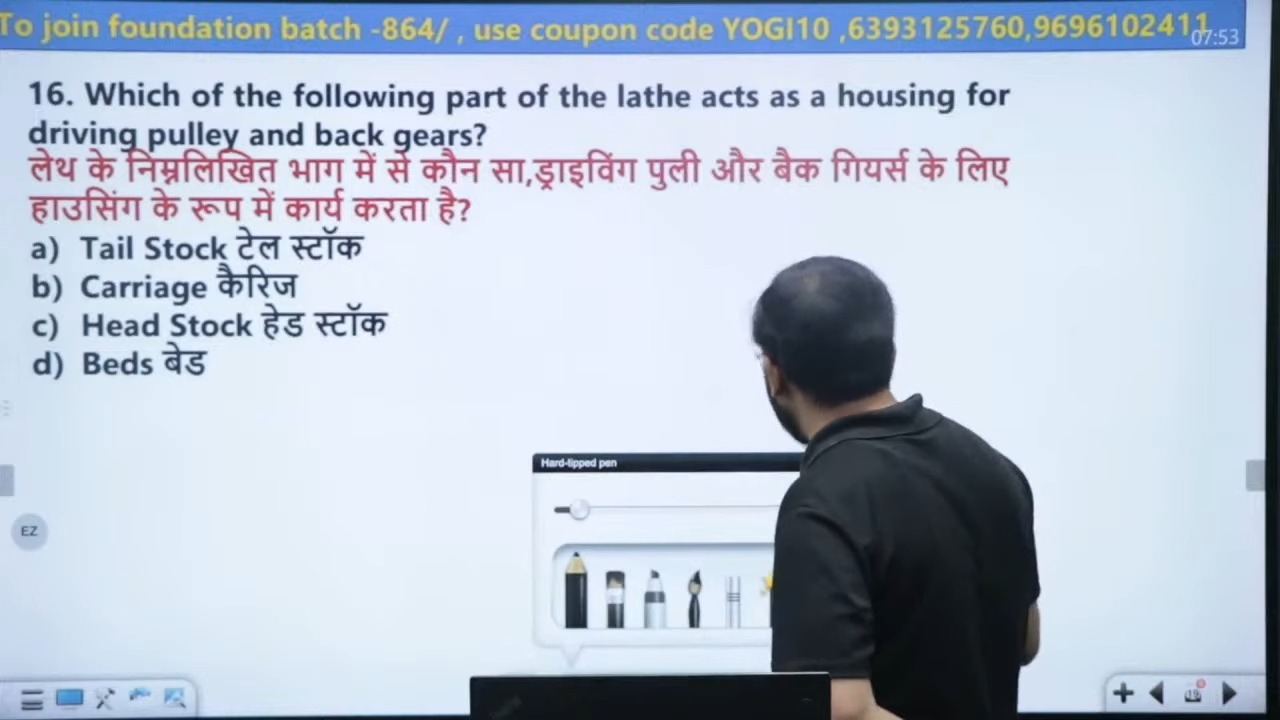 To join foundation batch -864/ , use coupon code YOGI10 ,6393125760,9696102411
07:53
16. Which of the following part of the lathe acts as a housing for
driving pulley and back gears?
लेथ के निम्नलिखित भाग में से कौन सा,ड्राइविंग पुली और बैक गियर्स के लिए
हाउसिंग के रूप में कार्य करता है?
a) Tail Stock टेल स्टॉक
b) Carriage कैरिज
c) Head Stock हेड स्टॉक
d) Beds बेड
Hard-tipped pen
EZ